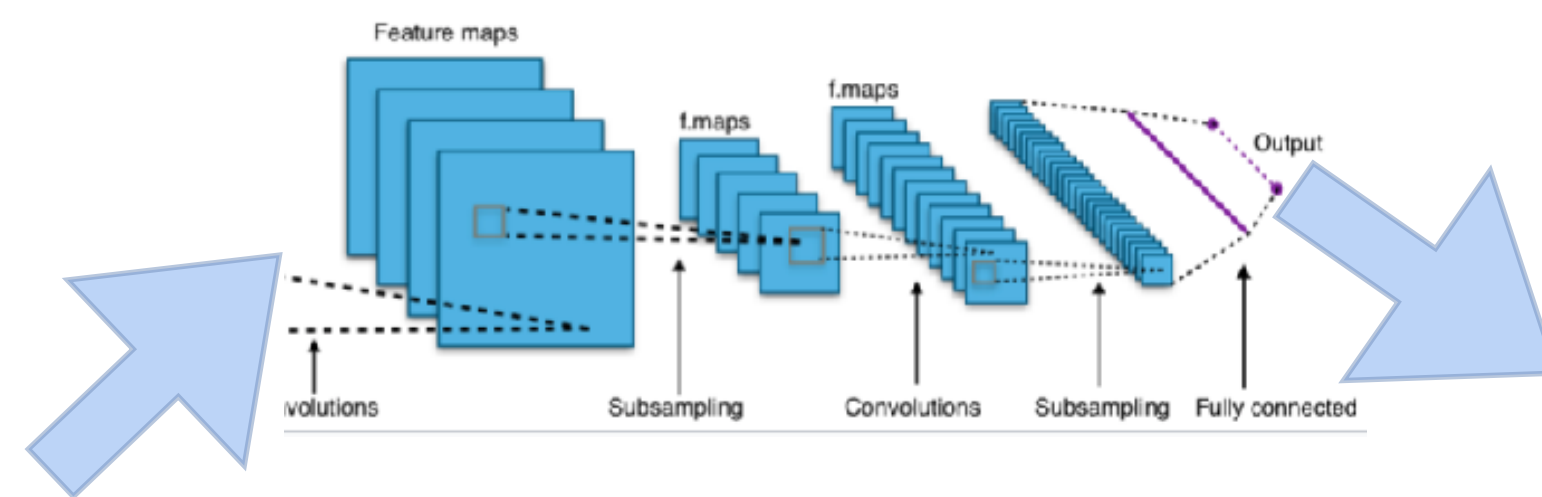 Feature maps
f.maps
f.maps
Output
volutions
Subsampling
Convolutions
Subsampling
Fully connected